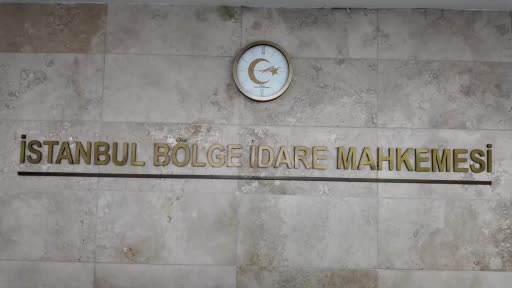 İSTANBUL BÖLGE İDARE MAHKEMESİ